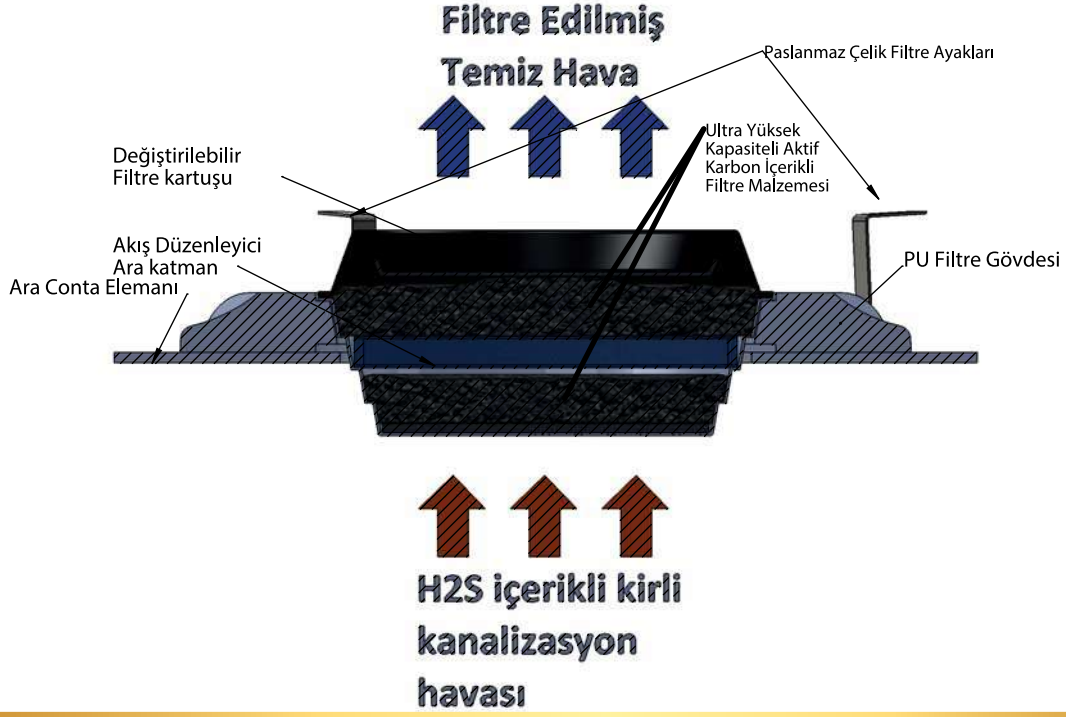 Filtre Edilmiş
Temiz Hava
Paslanmaz Çelik Filtre Ayakları
Ultra Yüksek
Kapasiteli Aktif
Karbon İçerikli
Filtre Malzemesi
Değiştirilebilir
Filtre kartuşu
Akış Düzenleyici
Ara katman
Ara Conta Elemanı
PU Filtre Gövdesi
H2S içerikli kirli
kanalizasyon
havası